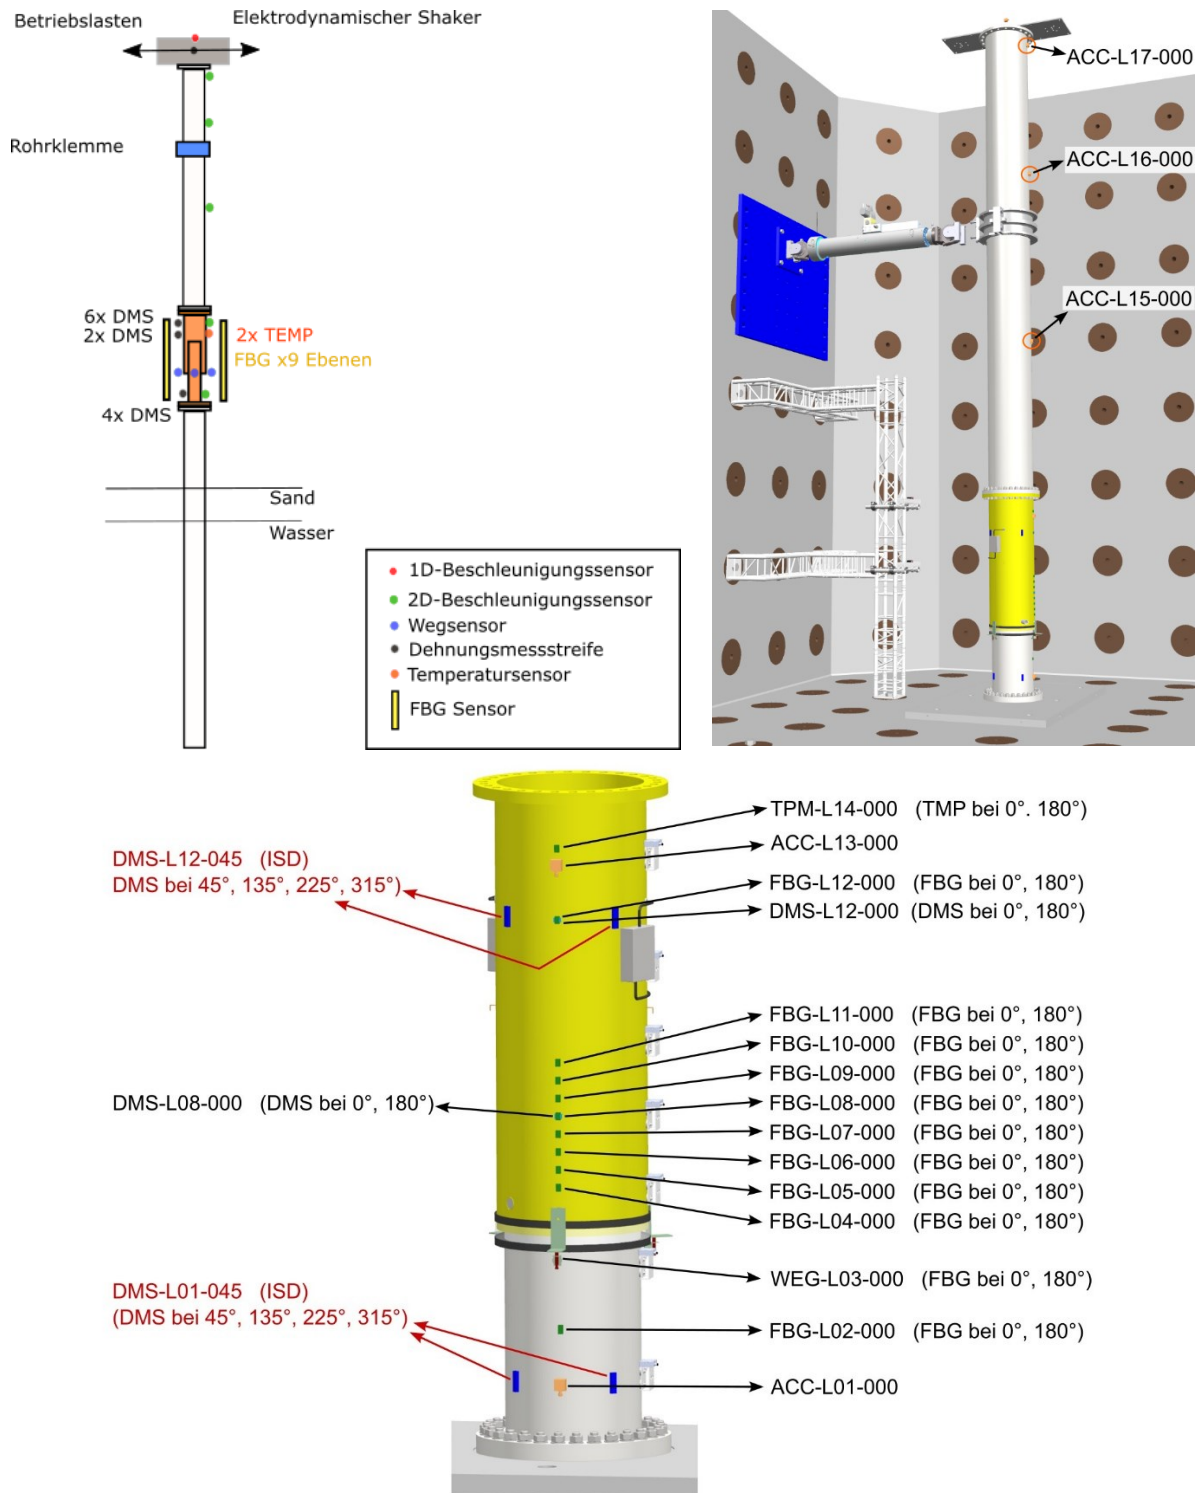 Betriebslasten
Elektrodynamischer Shaker
Rohrklemme
6x DMS
2x DMS
2x TEMP
FBG x9 Ebenen
4x DMS
Sand
Wasser
1D-Beschleunigungssensor
2D-Beschleunigungssensor
Wegsensor
Dehnungsmessstreife
Temperatursensor
FBG Sensor
ACC-L17-000
ACC-L16-000
ACC-L15-000
DMS-L12-045 (ISD)
DMS bei 45°, 135°, 225°, 315°)
DMS-L08-000 (DMS bei 0°, 180°)
DMS-L01-045 (ISD)
(DMS bei 45°, 135°, 225°, 315°)
TPM-L14-000 (TMP bei 0°. 180°)
ACC-L13-000
FBG-L12-000 (FBG bei 0°, 180°)
DMS-L12-000 (DMS bei 0°, 180°)
FBG-L11-000 (FBG bei 0°, 180°)
FBG-L10-000 (FBG bei 0°, 180°)
FBG-L09-000 (FBG bei 0°, 180°)
FBG-L08-000 (FBG bei 0°, 180°)
FBG-L07-000 (FBG bei 0°, 180°)
FBG-L06-000 (FBG bei 0°, 180°)
FBG-L05-000 (FBG bei 0°, 180°)
FBG-L04-000 (FBG bei 0°, 180°)
WEG-L03-000 (FBG bei 0°, 180°)
FBG-L02-000 (FBG bei 0°, 180°)
ACC-L01-000